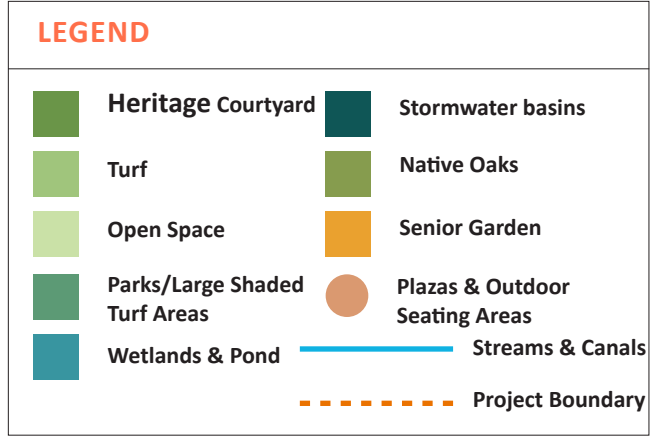 LEGEND
Heritage Courtyard
Turf
Open Space
Parks/Large Shaded
Turf Areas
Wetlands & Pond
Stormwater basins
Native Oaks
Senior Garden
Plazas & Outdoor
Seating Areas
Streams & Canals
Project Boundary